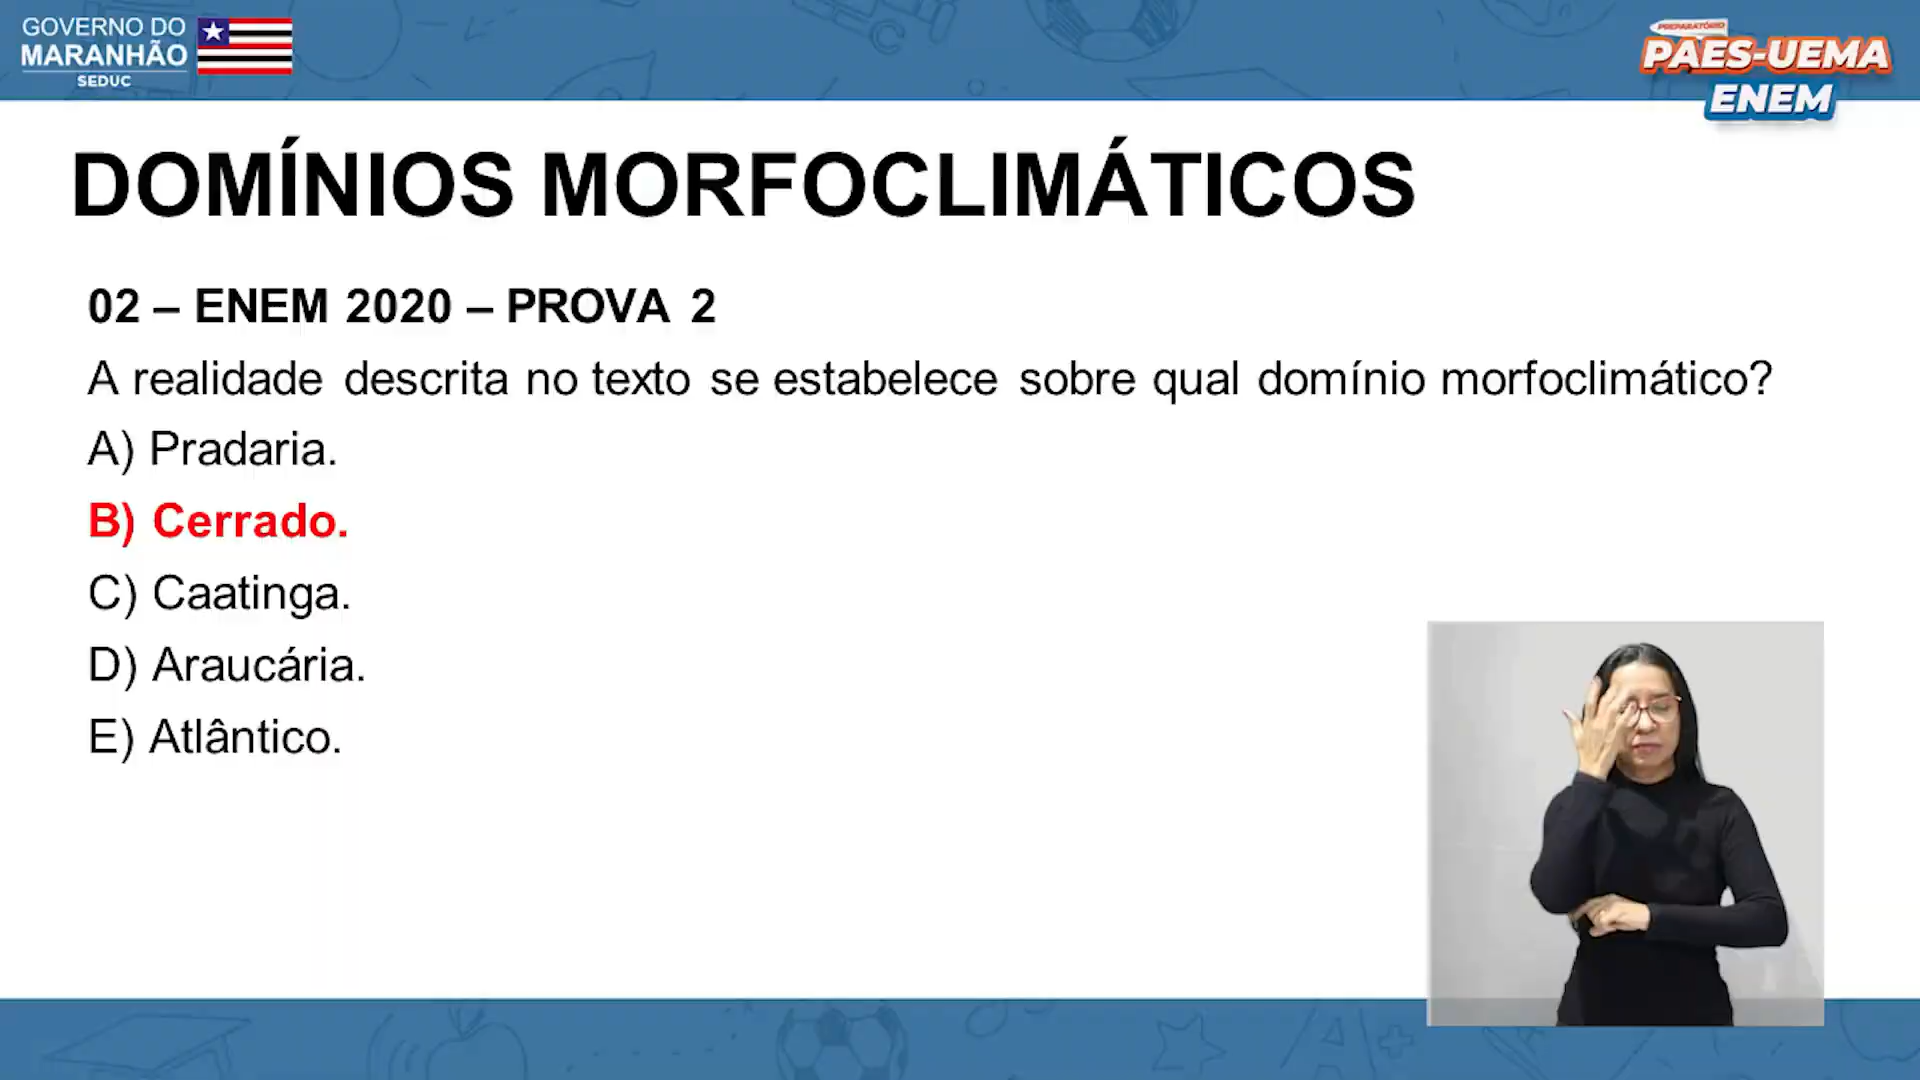 GOVERNO DO
MARANHÃO
SEDUC
PREPARATÓRIO
PAES-UEMA
ENEM
DOMÍNIOS MORFOCLIMÁTICOS
02 – ENEM 2020 – PROVA 2
A realidade descrita no texto se estabelece sobre qual domínio morfoclimático?
A) Pradaria.
B) Cerrado.
C) Caatinga.
D) Araucária.
E) Atlântico.
A+